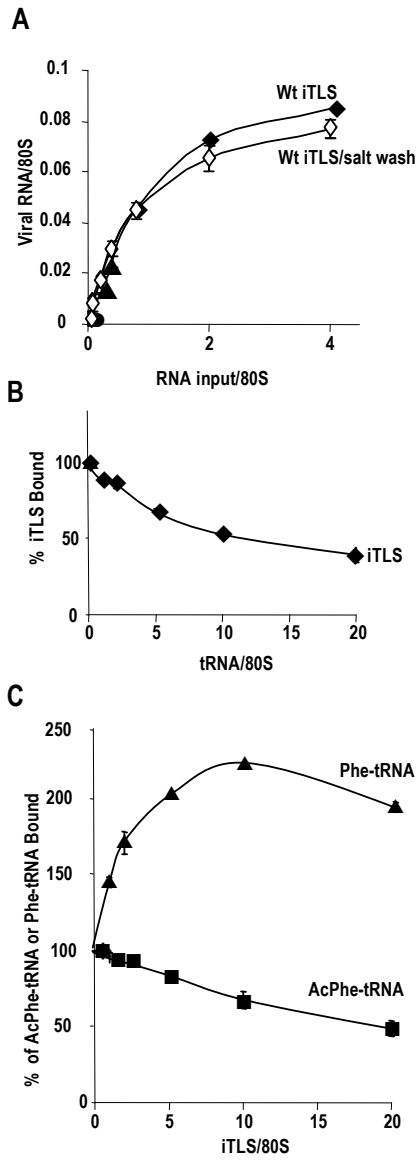 A
0.1
0.08
0.06
0.04
0.02
0
Viral RNA/80S
Wt iTLS
Wt iTLS/salt wash
0 2 4
RNA input/80S
B
100
50
0
% iTLS Bound
iTLS
0 5 10 15 20
tRNA/80S
C
250
200
150
100
50
0
% of AcPhe-tRNA or Phe-tRNA Bound
Phe-tRNA
AcPhe-tRNA
0 5 10 15 20
iTLS/80S